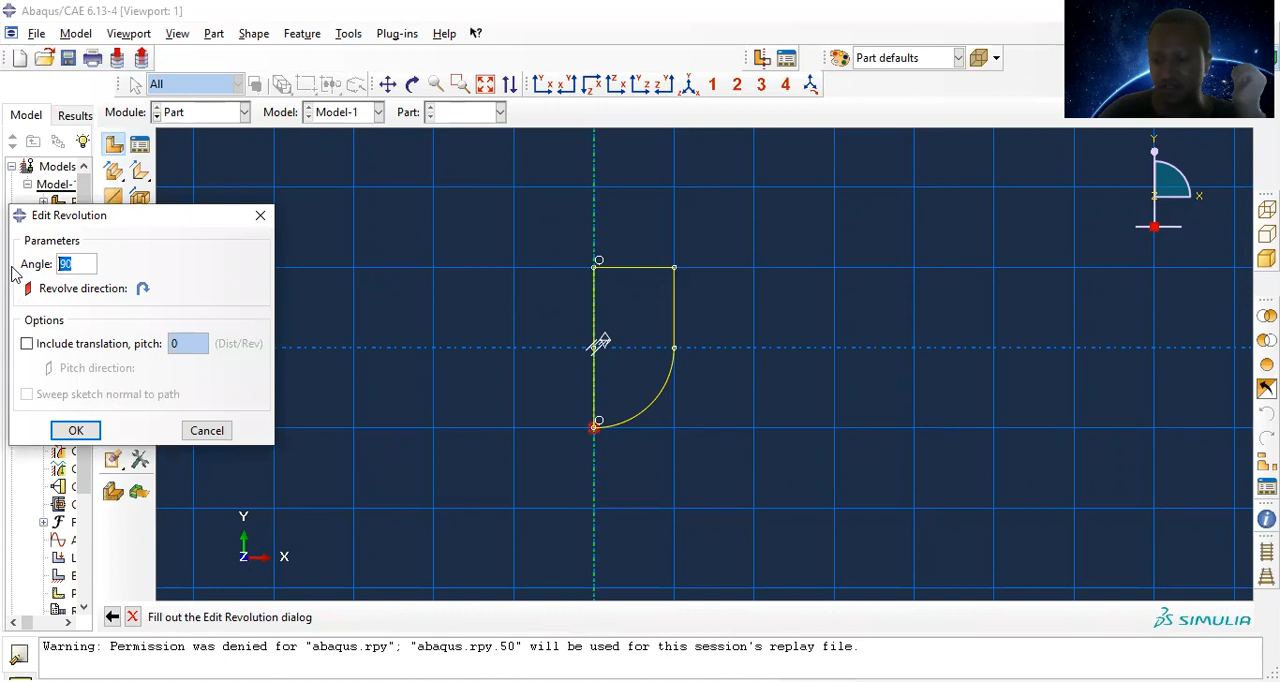 Abaqus/CAE 6.13-4 [Viewport: 1]
File Model Viewport View Part Shape Feature Tools Plug-ins Help
Part defaults
All
1 2 3 4
Model Results
Module: Part Model: Model-1 Part:
Models
Model-
Edit Revolution
Parameters
Angle: 90
Revolve direction:
Options
Include translation, pitch: 0 (Dist/Rev)
Pitch direction:
Sweep sketch normal to path
OK Cancel
Y
X
Z
Y
Z X
Fill out the Edit Revolution dialog
SIMULIA
Warning: Permission was denied for "abaqus.rpy"; "abaqus.rpy.50" will be used for this session's replay file.